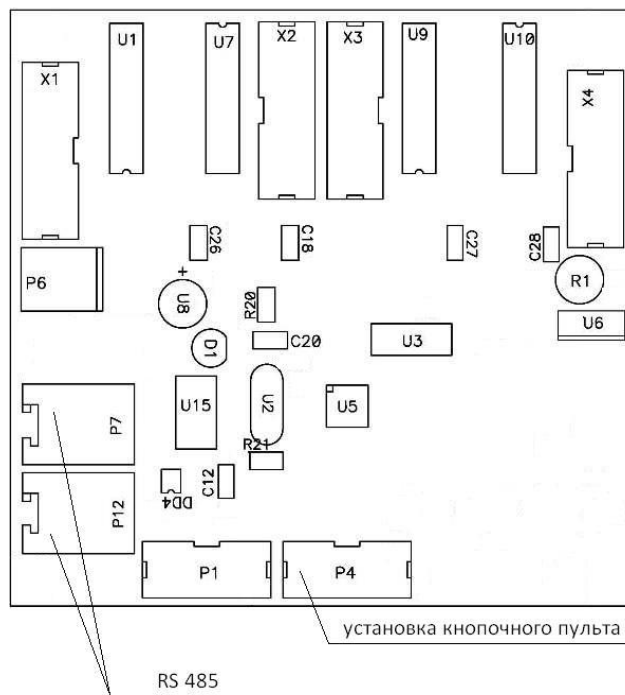 U1
U7
X2
X3
U9
U10
X1
X4
C26
C18
C27
C28
P6
+
U8
R20
R1
D1
C20
U3
U6
U15
U2
U5
P7
R21
C12
DD4
P12
P1
P4
установка кнопочного пульта
RS 485